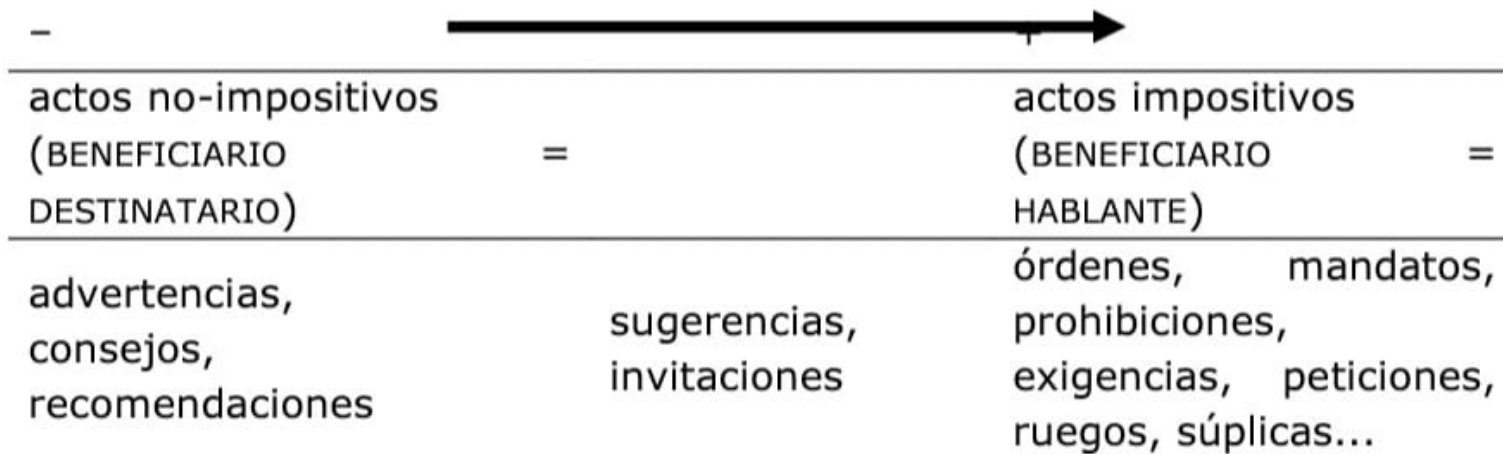 – +
actos no-impositivos
(BENEFICIARIO =
DESTINATARIO)
actos impositivos
(BENEFICIARIO =
HABLANTE)
advertencias,
consejos,
recomendaciones
sugerencias,
invitaciones
órdenes, mandatos,
prohibiciones,
exigencias, peticiones,
ruegos, súplicas...